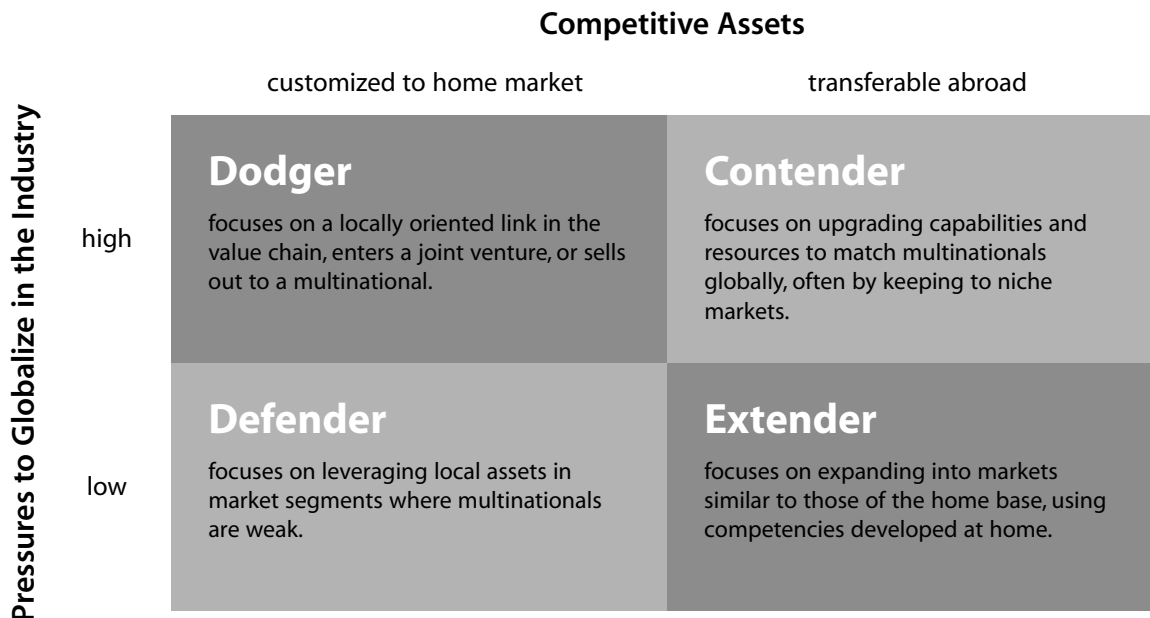 Competitive Assets
customized to home market
transferable abroad
Pressures to Globalize in the Industry
high
Dodger
focuses on a locally oriented link in the
value chain, enters a joint venture, or sells
out to a multinational.
Contender
focuses on upgrading capabilities and
resources to match multinationals
globally, often by keeping to niche
markets.
low
Defender
focuses on leveraging local assets in
market segments where multinationals
are weak.
Extender
focuses on expanding into markets
similar to those of the home base, using
competencies developed at home.